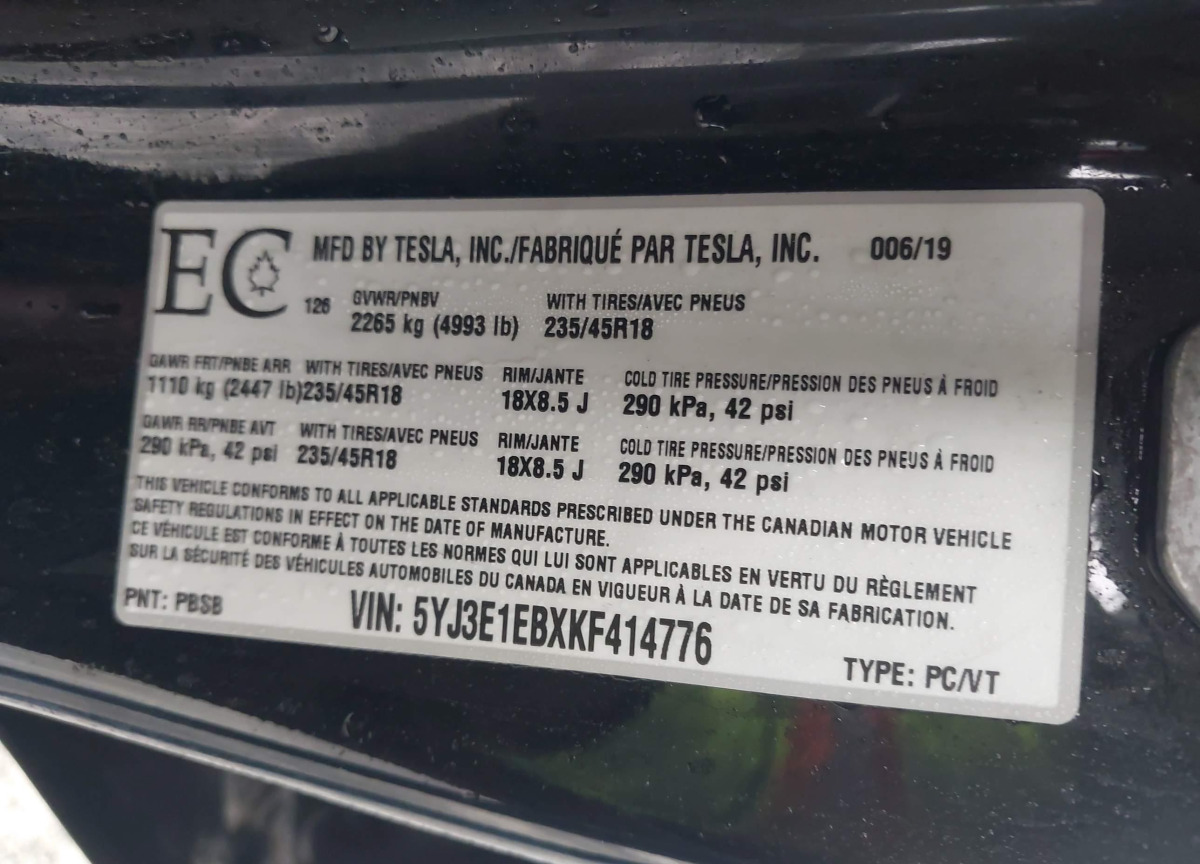 EC MFD BY TESLA, INC./FABRIQUÉ PAR TESLA, INC. 006/19
126 GVWR/PNBV WITH TIRES/AVEC PNEUS
2265 kg (4993 lb) 235/45R18
GAWR FRT/PNBE ARR WITH TIRES/AVEC PNEUS RIM/JANTE COLD TIRE PRESSURE/PRESSION DES PNEUS À FROID
1110 kg (2447 lb)235/45R18 18X8.5 J 290 kPa, 42 psi
GAWR RR/PNBE AVT WITH TIRES/AVEC PNEUS RIM/JANTE COLD TIRE PRESSURE/PRESSION DES PNEUS À FROID
290 kPa, 42 psi 235/45R18 18X8.5 J 290 kPa, 42 psi
THIS VEHICLE CONFORMS TO ALL APPLICABLE STANDARDS PRESCRIBED UNDER THE CANADIAN MOTOR VEHICLE
SAFETY REGULATIONS IN EFFECT ON THE DATE OF MANUFACTURE.
CE VÉHICULE EST CONFORME À TOUTES LES NORMES QUI LUI SONT APPLICABLES EN VERTU DU RÈGLEMENT
SUR LA SÉCURITÉ DES VÉHICULES AUTOMOBILES DU CANADA EN VIGUEUR À LA DATE DE SA FABRICATION.
PNT: PBSB VIN: 5YJ3E1EBXKF414776 TYPE: PC/VT